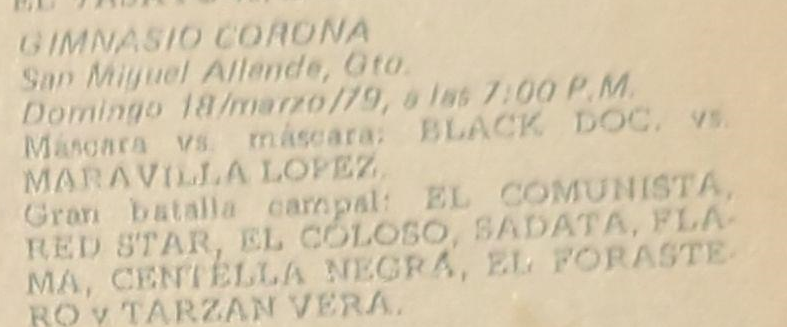 GIMNASIO CORONA
San Miguel Allende, Gto.
Domingo 18/marzo/79, a las 7:00 P.M.
Máscara vs. máscara: BLACK DOC. vs.
MARAVILLA LOPEZ.
Gran batalla campal: EL COMUNISTA,
RED STAR, EL COLOSO, SADATA, FLA-
MA, CENTELLA NEGRA, EL FORASTE-
RO y TARZAN VERA.